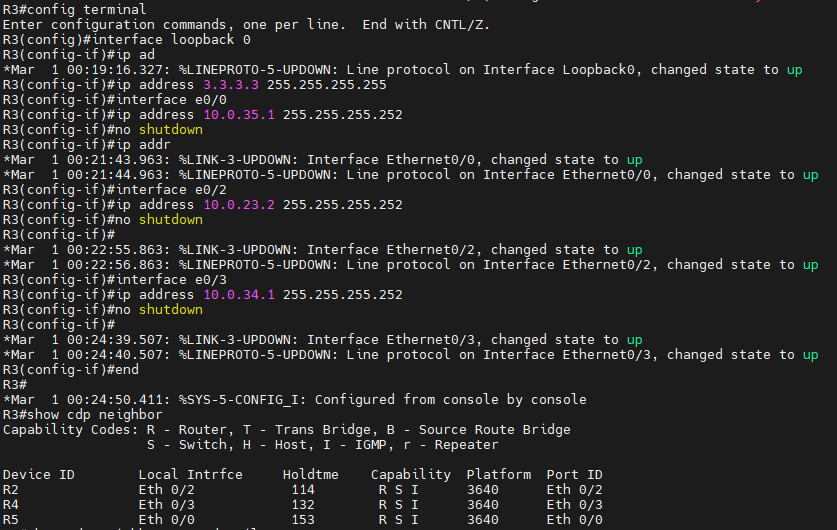 R3#config terminal
Enter configuration commands, one per line.  End with CNTL/Z.
R3(config)#interface loopback 0
R3(config-if)#ip ad
*Mar  1 00:19:16.327: %LINEPROTO-5-UPDOWN: Line protocol on Interface Loopback0, changed state to up
R3(config-if)#ip address 3.3.3.3 255.255.255.255
R3(config-if)#interface e0/0
R3(config-if)#ip address 10.0.35.1 255.255.255.252
R3(config-if)#no shutdown
R3(config-if)#ip addr
*Mar  1 00:21:43.963: %LINK-3-UPDOWN: Interface Ethernet0/0, changed state to up
*Mar  1 00:21:44.963: %LINEPROTO-5-UPDOWN: Line protocol on Interface Ethernet0/0, changed state to up
R3(config-if)#interface e0/2
R3(config-if)#ip address 10.0.23.2 255.255.255.252
R3(config-if)#no shutdown
R3(config-if)#
*Mar  1 00:22:55.863: %LINK-3-UPDOWN: Interface Ethernet0/2, changed state to up
*Mar  1 00:22:56.863: %LINEPROTO-5-UPDOWN: Line protocol on Interface Ethernet0/2, changed state to up
R3(config-if)#interface e0/3
R3(config-if)#ip address 10.0.34.1 255.255.255.252
R3(config-if)#no shutdown
R3(config-if)#
*Mar  1 00:24:39.507: %LINK-3-UPDOWN: Interface Ethernet0/3, changed state to up
*Mar  1 00:24:40.507: %LINEPROTO-5-UPDOWN: Line protocol on Interface Ethernet0/3, changed state to up
R3(config-if)#end
R3#
*Mar  1 00:24:50.411: %SYS-5-CONFIG_I: Configured from console by console
R3#show cdp neighbor
Capability Codes: R - Router, T - Trans Bridge, B - Source Route Bridge
                  S - Switch, H - Host, I - IGMP, r - Repeater

Device ID        Local Intrfce     Holdtme    Capability  Platform  Port ID
R2               Eth 0/2            114         R S I     3640      Eth 0/2
R4               Eth 0/3            132         R S I     3640      Eth 0/3
R5               Eth 0/0            153         R S I     3640      Eth 0/0